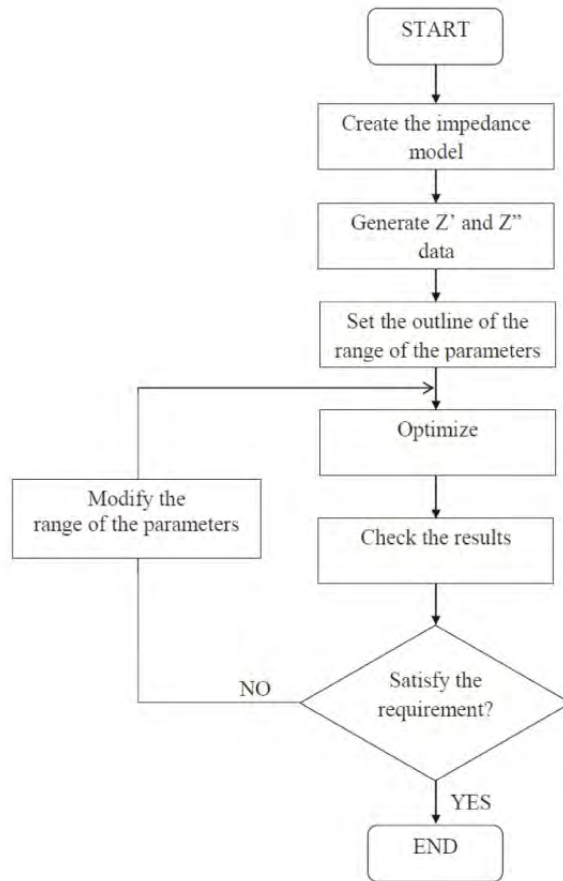 START
Create the impedance
model
Generate Z’ and Z”
data
Set the outline of the
range of the parameters
Optimize
Modify the
range of the parameters
Check the results
Satisfy the
requirement?
NO
YES
END